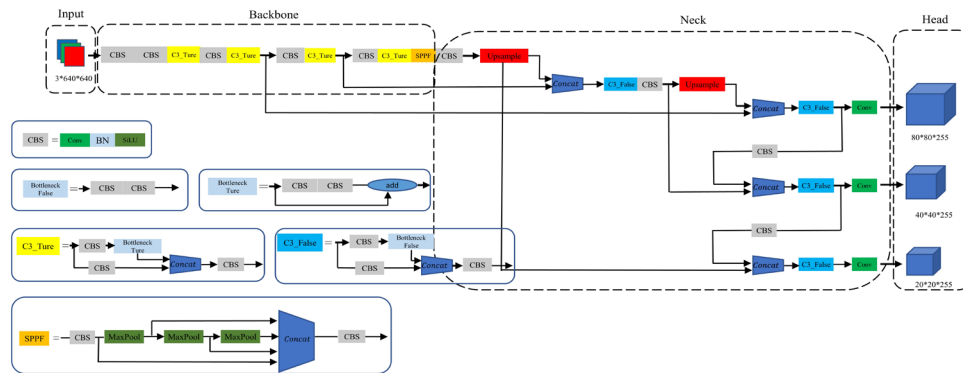 Input
Backbone
Neck
Head
3*640*640
CBS CBS C3_Ture CBS C3_Ture CBS C3_Ture CBS C3_Ture SPPF CBS Upsample
Concat C3_False CBS Upsample
Concat C3_False Conv
80*80*255
CBS
Concat C3_False Conv
40*40*255
CBS
Concat C3_False Conv
20*20*255
CBS = Conv BN SiLU
Bottleneck
False
= CBS CBS
Bottleneck
Ture
= CBS CBS add
C3_Ture = CBS
Bottleneck
Ture
CBS Concat CBS
C3_False = CBS
Bottleneck
False
CBS Concat CBS
SPPF = CBS MaxPool MaxPool MaxPool Concat CBS